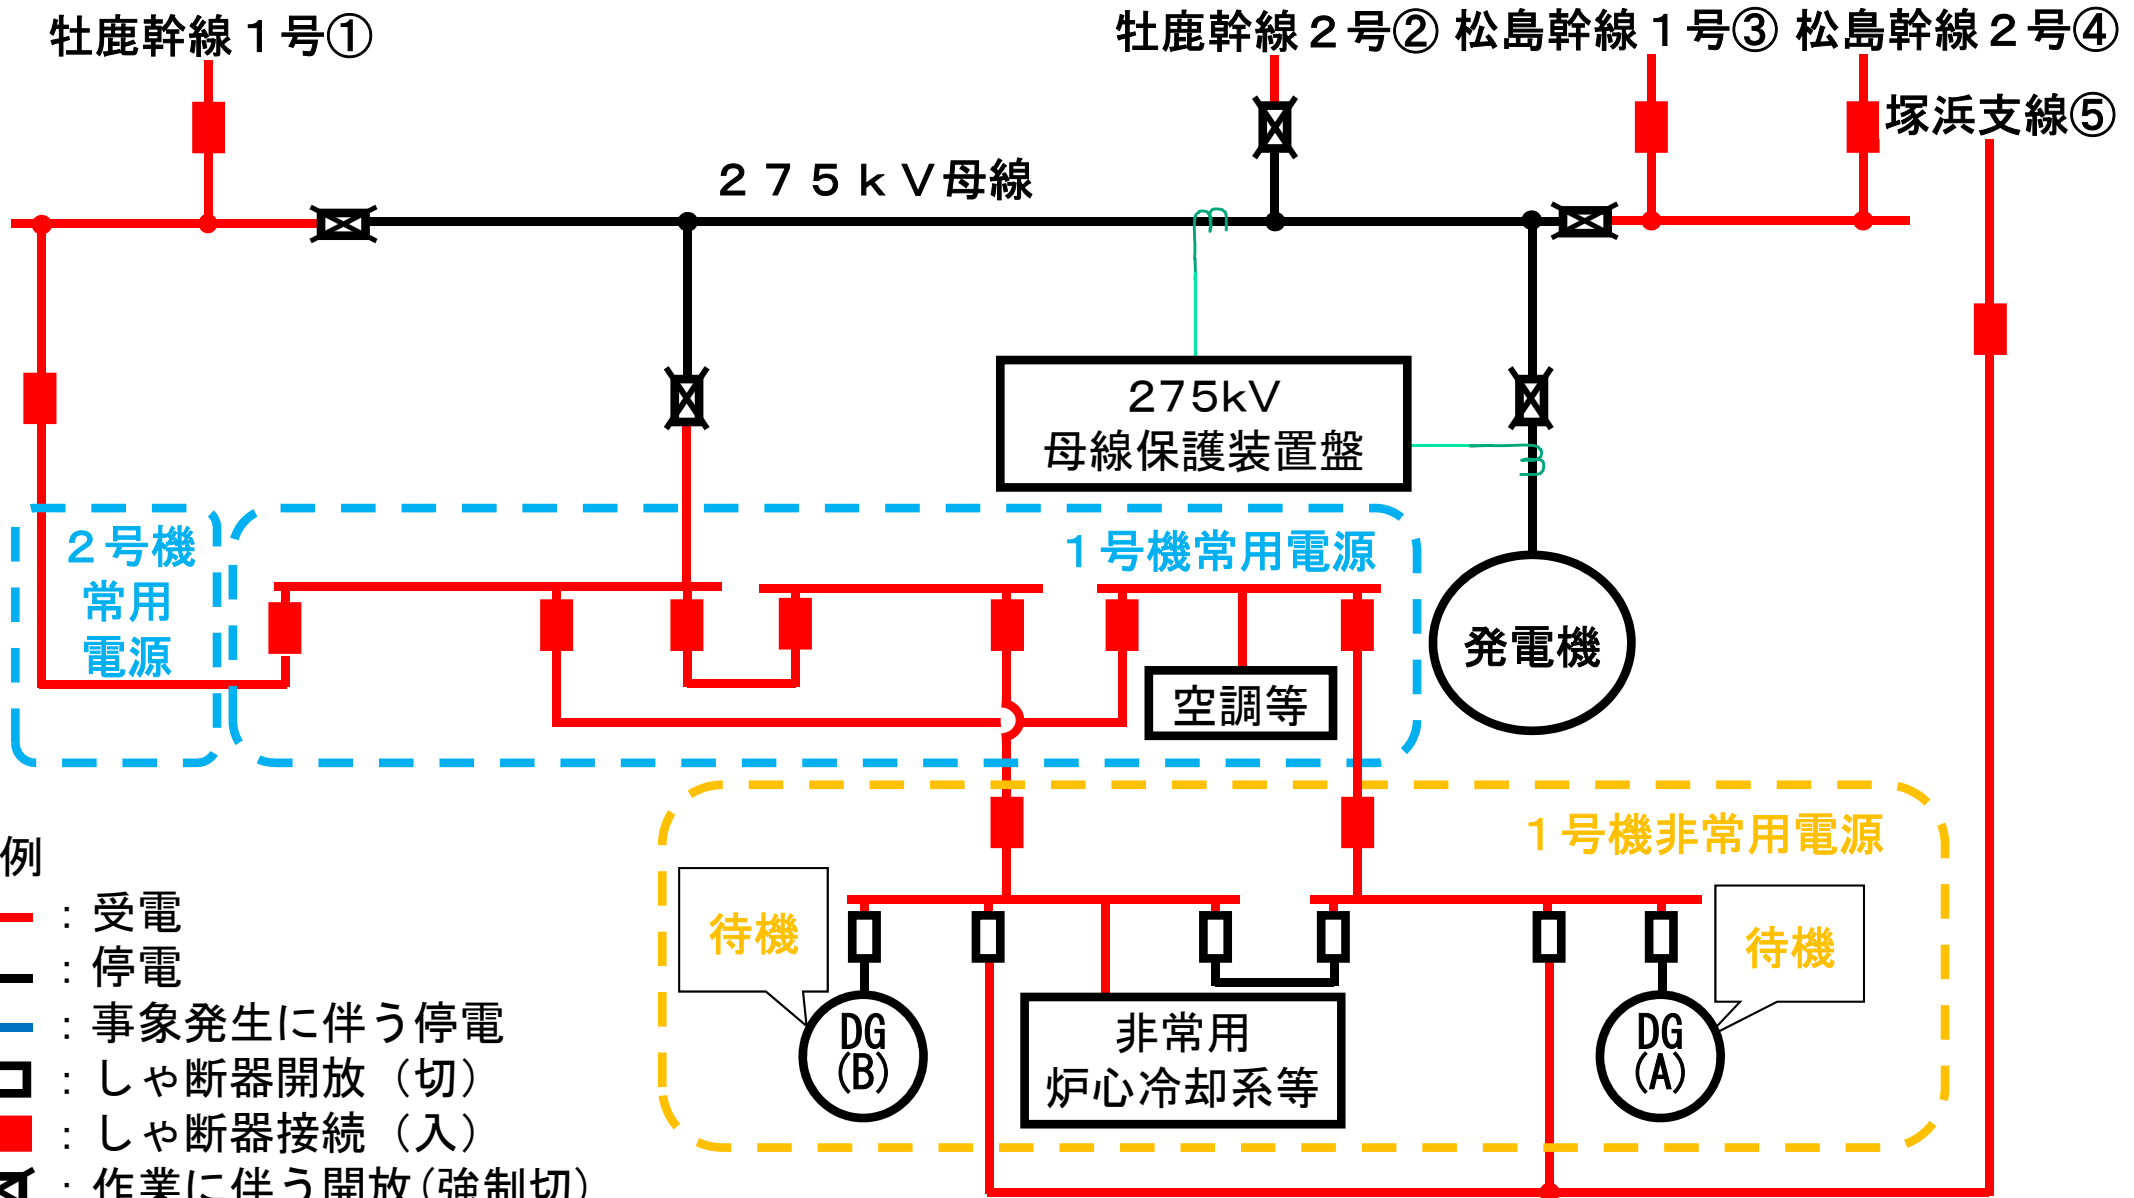 牡鹿幹線１号①
牡鹿幹線２号②
松島幹線１号③
松島幹線２号④
塚浜支線⑤
２７５ｋＶ母線
275kV
母線保護装置盤
２号機
常用
電源
１号機常用電源
発電機
空調等
１号機非常用電源
待機
待機
DG
(B)
非常用
炉心冷却系等
DG
(A)
例
：受電
：停電
：事象発生に伴う停電
：しゃ断器開放（切）
：しゃ断器接続（入）
：作業に伴う開放(強制切)